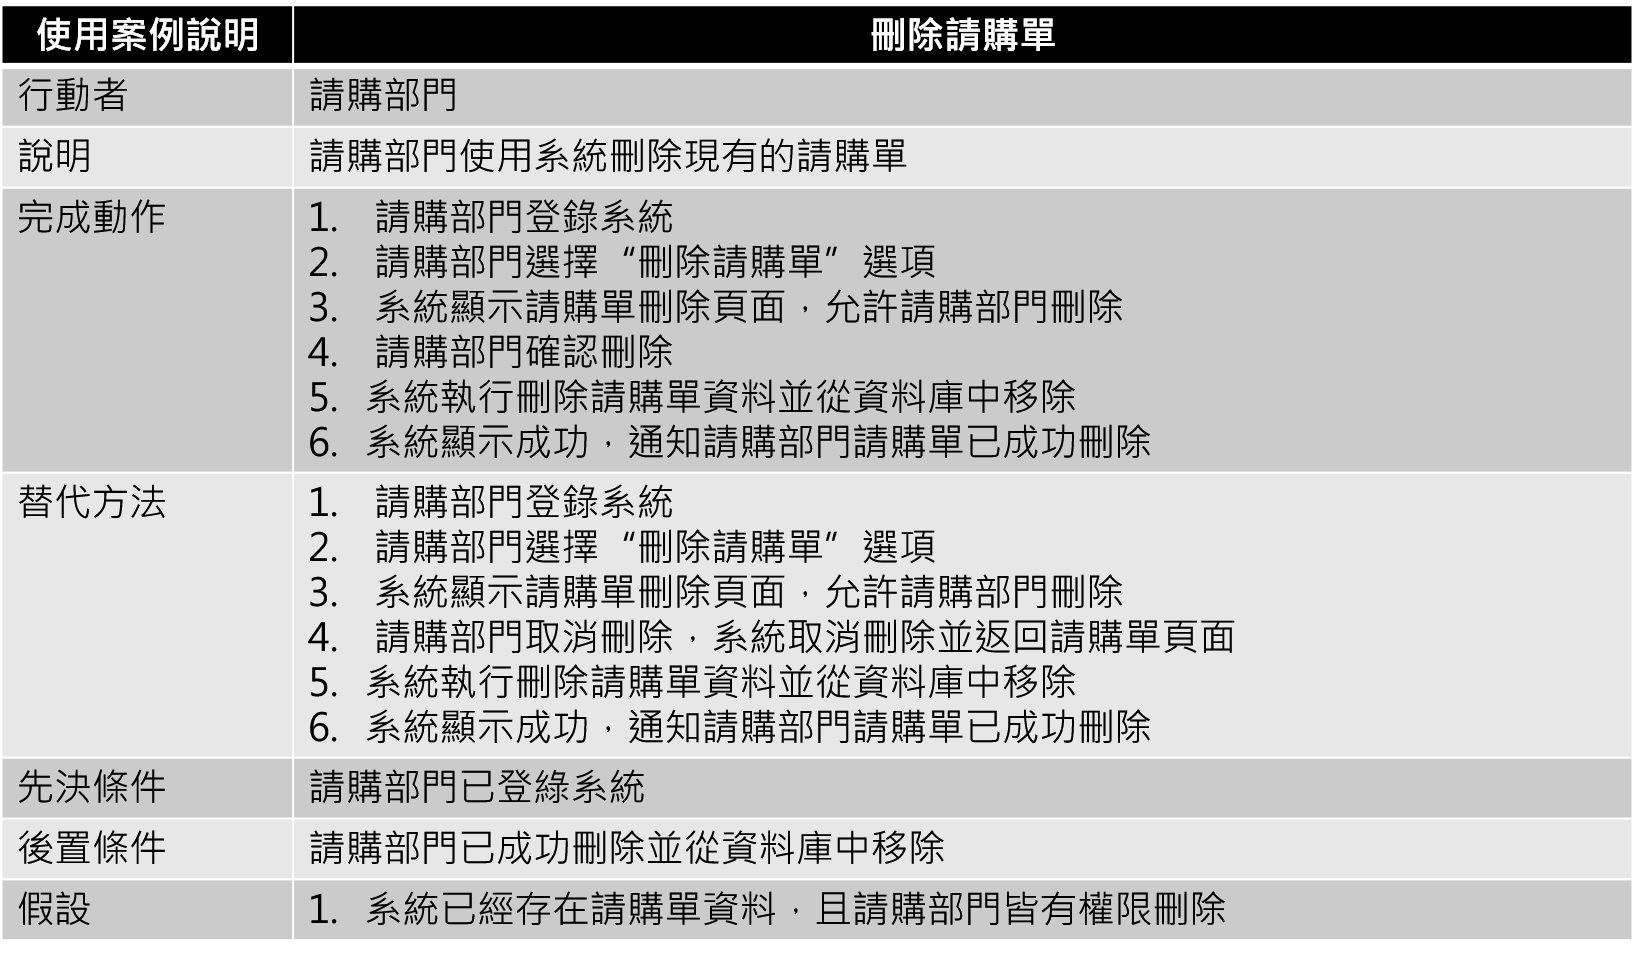 使用案例說明 刪除請購單
行動者 請購部門
說明 請購部門使用系統刪除現有的請購單
完成動作 1. 請購部門登錄系統
2. 請購部門選擇“刪除請購單”選項
3. 系統顯示請購單刪除頁面，允許請購部門刪除
4. 請購部門確認刪除
5. 系統執行刪除請購單資料並從資料庫中移除
6. 系統顯示成功，通知請購部門請購單已成功刪除
替代方法 1. 請購部門登錄系統
2. 請購部門選擇“刪除請購單”選項
3. 系統顯示請購單刪除頁面，允許請購部門刪除
4. 請購部門取消刪除，系統取消刪除並返回請購單頁面
5. 系統執行刪除請購單資料並從資料庫中移除
6. 系統顯示成功，通知請購部門請購單已成功刪除
先決條件 請購部門已登綠系統
後置條件 請購部門已成功刪除並從資料庫中移除
假設 1. 系統已經存在請購單資料，且請購部門皆有權限刪除